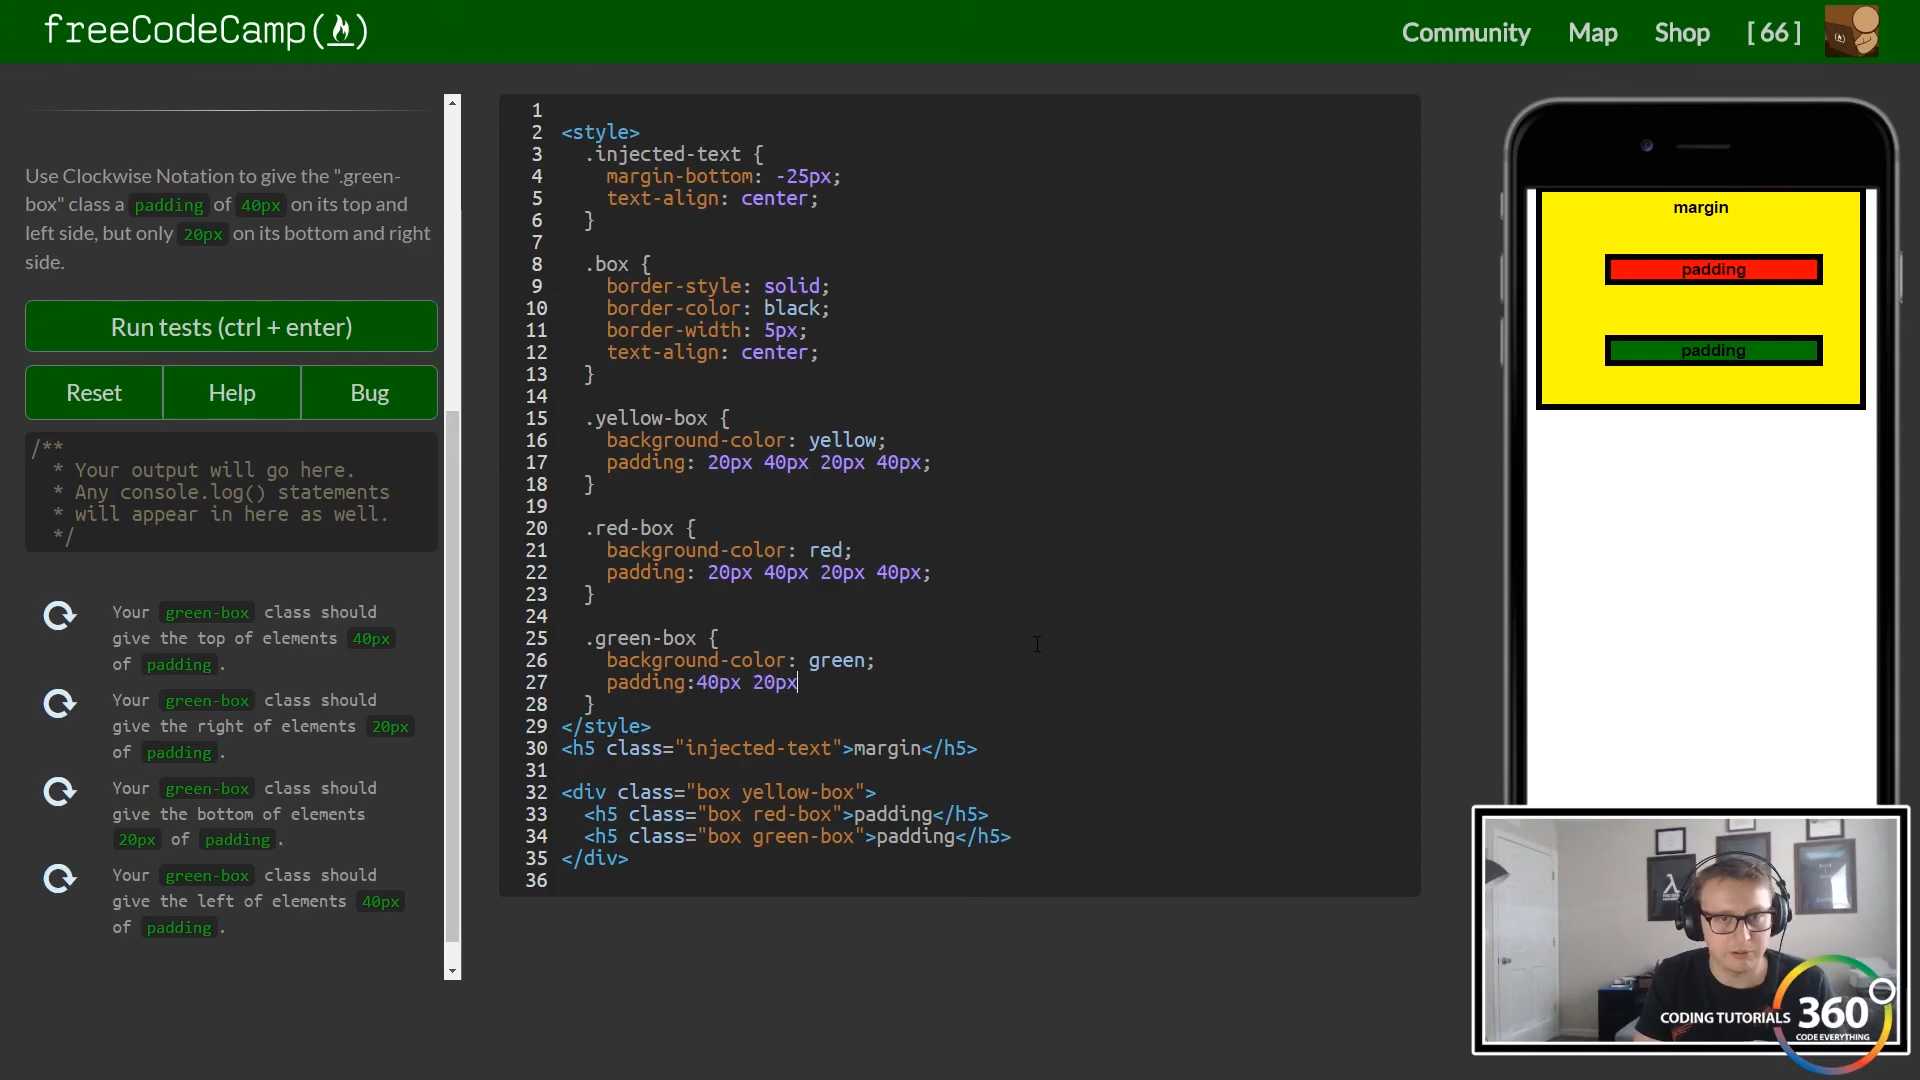 freeCodeCamp(🔥)
Community
Map
Shop
[ 66 ]
Use Clockwise Notation to give the ".green-
box" class a padding of 40px on its top and
left side, but only 20px on its bottom and right
side.
Run tests (ctrl + enter)
Reset
Help
Bug
/**
* Your output will go here.
* Any console.log() statements
* will appear in here as well.
*/
Your green-box class should
give the top of elements 40px
of padding.
Your green-box class should
give the right of elements 20px
of padding.
Your green-box class should
give the bottom of elements
20px of padding.
Your green-box class should
give the left of elements 40px
of padding.
1
2 <style>
3 .injected-text {
4 margin-bottom: -25px;
5 text-align: center;
6 }
7
8 .box {
9 border-style: solid;
10 border-color: black;
11 border-width: 5px;
12 text-align: center;
13 }
14
15 .yellow-box {
16 background-color: yellow;
17 padding: 20px 40px 20px 40px;
18 }
19
20 .red-box {
21 background-color: red;
22 padding: 20px 40px 20px 40px;
23 }
24
25 .green-box {
26 background-color: green;
27 padding:40px 20px
28 }
29 </style>
30 <h5 class="injected-text">margin</h5>
31
32 <div class="box yellow-box">
33 <h5 class="box red-box">padding</h5>
34 <h5 class="box green-box">padding</h5>
35 </div>
36
margin
padding
padding
CODING TUTORIALS 360
CODE EVERYTHING